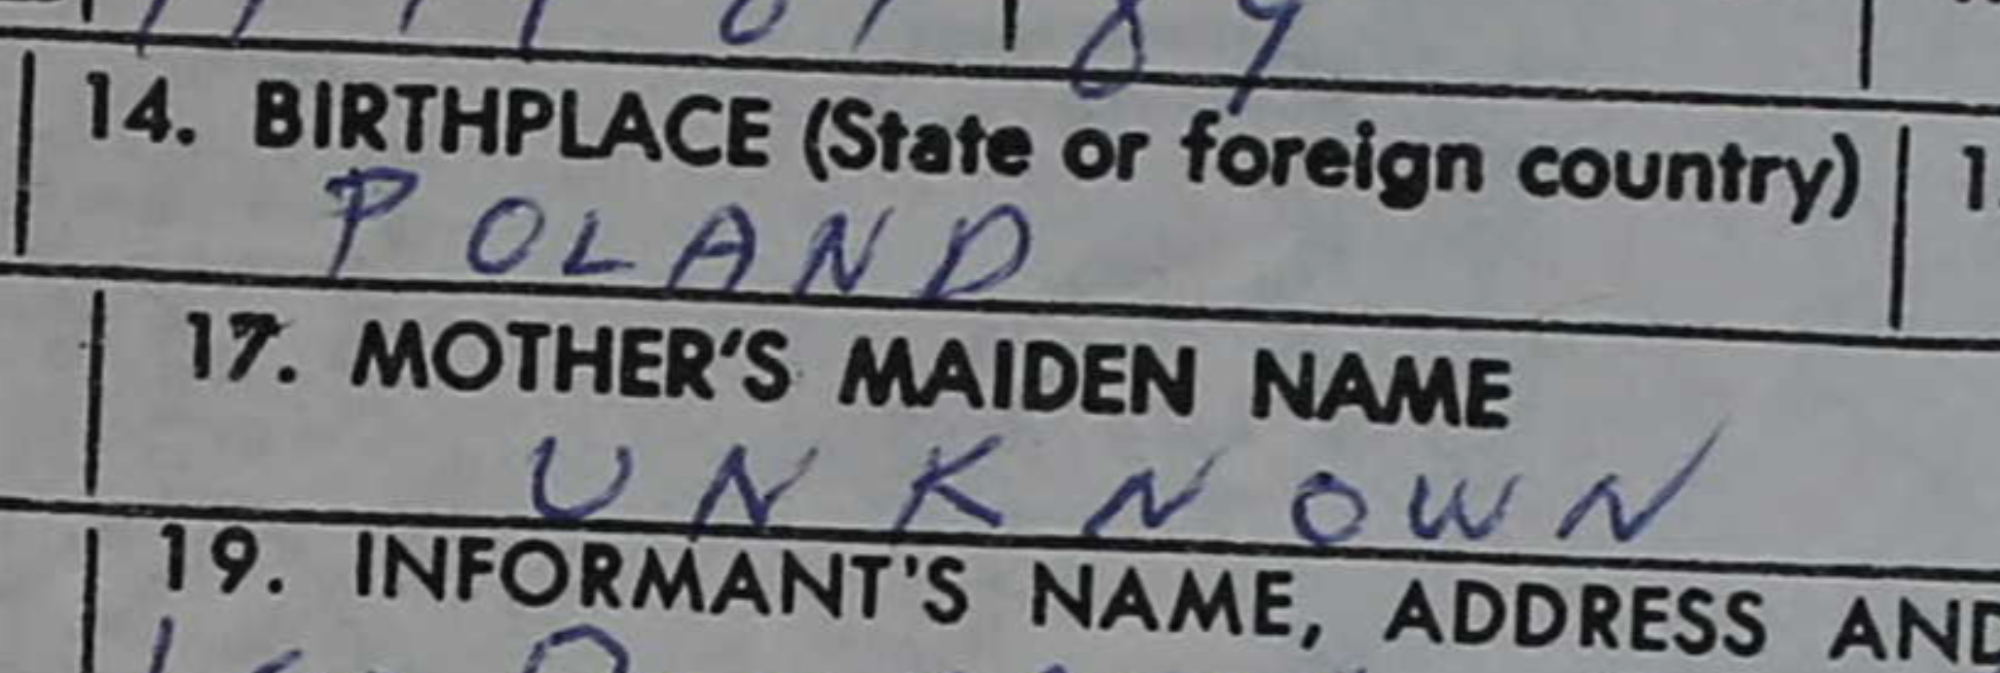 14. BIRTHPLACE (State or foreign country)
POLAND
17. MOTHER'S MAIDEN NAME
UNKNOWN
19. INFORMANT'S NAME, ADDRESS AND